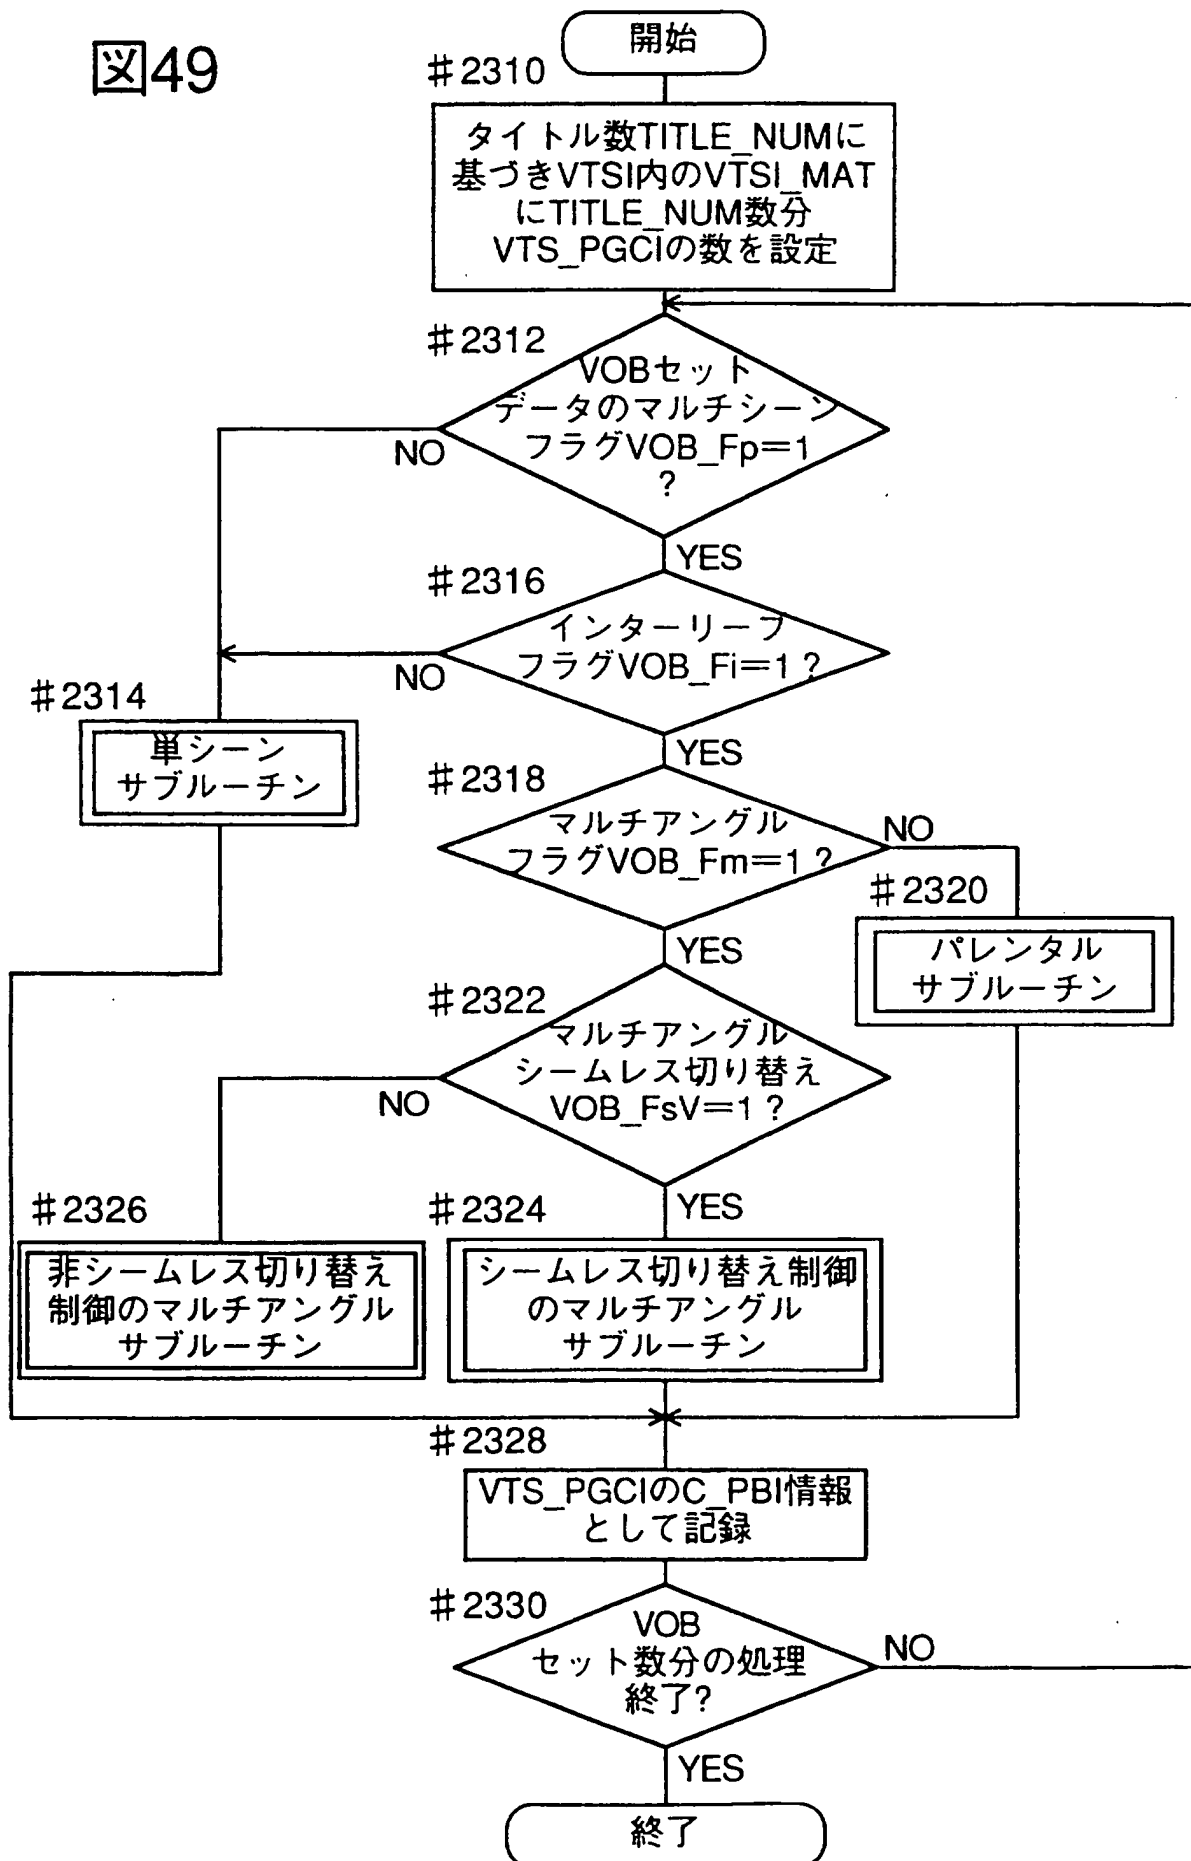 図49
開始
#2310
タイトル数TITLE_NUMに
基づきVTSI内のVTSI_MAT
にTITLE_NUM数分
VTS_PGCIの数を設定
#2312
VOBセット
データのマルチシーン
フラグVOB_Fp=1
?
NO
YES
#2316
インターリーブ
フラグVOB_Fi=1?
NO
YES
#2314
単シーン
サブルーチン
#2318
マルチアングル
フラグVOB_Fm=1?
NO
YES
#2320
パレンタル
サブルーチン
#2322
マルチアングル
シームレス切り替え
VOB_FsV=1?
NO
YES
#2326
非シームレス切り替え
制御のマルチアングル
サブルーチン
#2324
シームレス切り替え制御
のマルチアングル
サブルーチン
#2328
VTS_PGCIのC_PBI情報
として記録
#2330
VOB
セット数分の処理
終了?
NO
YES
終了